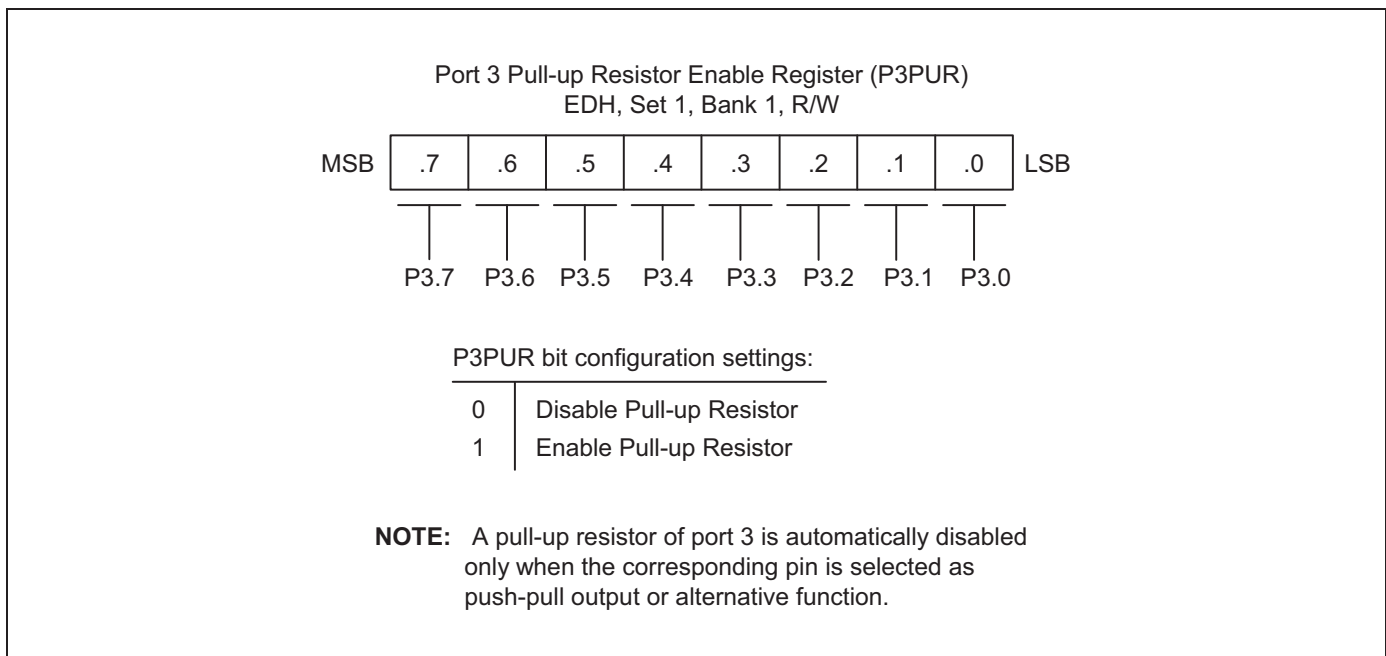 Port 3 Pull-up Resistor Enable Register (P3PUR)
EDH, Set 1, Bank 1, R/W
MSB .7 .6 .5 .4 .3 .2 .1 .0 LSB
P3.7 P3.6 P3.5 P3.4 P3.3 P3.2 P3.1 P3.0
P3PUR bit configuration settings:
0 Disable Pull-up Resistor
1 Enable Pull-up Resistor
NOTE: A pull-up resistor of port 3 is automatically disabled
only when the corresponding pin is selected as
push-pull output or alternative function.